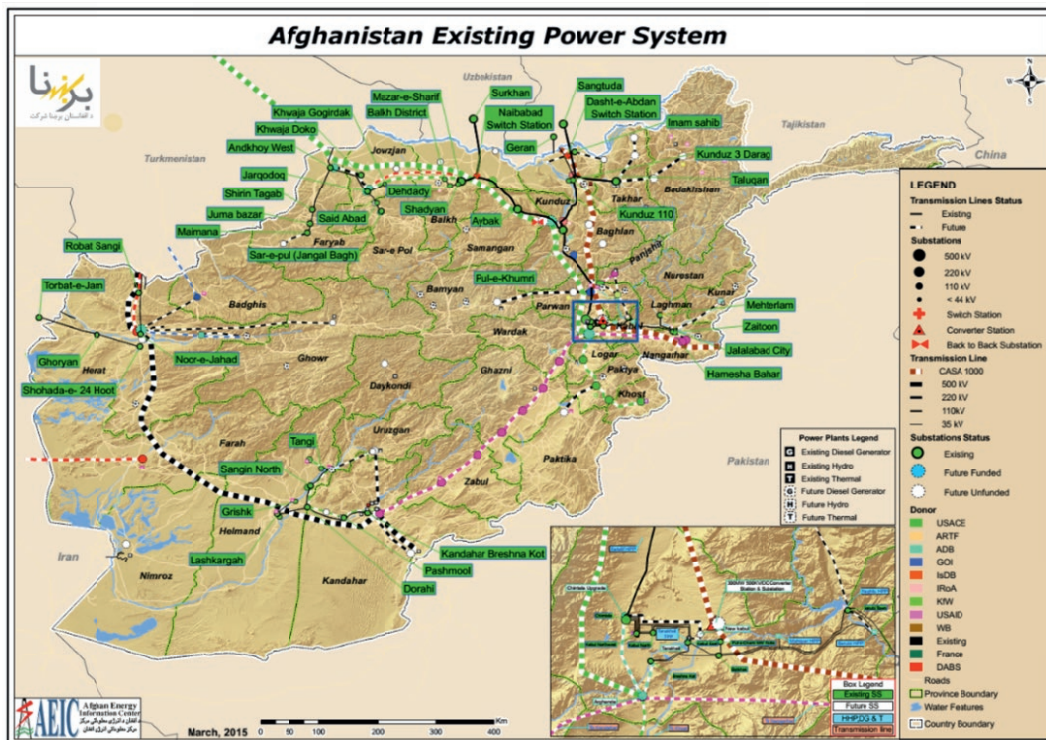 Afghanistan Existing Power System
برښنا
د افغانستان برښنا شرکت
Uzbekistan
Tajikistan
China
Turkmenistan
Iran
Pakistan
Mazar-e-Sharif
Balkh District
Surkhan
Naibabad
Switch Station
Sangtuda
Dasht-e-Abdan
Switch Station
Imam sahib
Khvaja Gogirdak
Khwaja Doko
Andkhoy West
Geran
Kunduz 3 Darag
Taluqan
Jarqodoq
Shirin Tagab
Juma bazar
Maimana
Said Abad
Sar-e-pul (Jangal Bagh)
Dehdady
Shadyan
Aybak
Kunduz 110
Pul-e-Khumri
Robat Sangi
Torbat-e-Jam
Ghoryan
Noor-e-Jahad
Shohada-e- 24 Hoot
Mehterlam
Zaitoon
Jalalabad City
Hamesha Bahar
Tangi
Sangin North
Grishk
Lashkargah
Kandahar Breshna Kot
Pashmool
Dorahi
Jowzjan
Balkh
Kunduz
Takhar
Badakhshan
Faryab
Sar-e Pol
Samangan
Baghlan
Panjshir
Nurestan
Kunar
Laghman
Badghis
Bamyan
Parwan
Kabul
Wardak
Logar
Nangarhar
Herat
Ghowr
Daykondi
Ghazni
Paktya
Khost
Farah
Uruzgan
Paktika
Zabul
Helmand
Nimroz
Kandahar
LEGEND
Transmission Lines Status
Existing
Future
Substations
500 kV
220 kV
110 kV
< 44 kV
Switch Station
Converter Station
Back to Back Substation
Transmission Line
CASA 1000
500 kV
220 kV
110kV
35 kV
Substations Status
Existing
Future Funded
Future Unfunded
Donor
USACE
ARTF
ADB
GOI
IsDB
IRoA
KfW
USAID
WB
Existing
France
DABS
Roads
Province Boundary
Water Features
Country Boundary
Power Plants Legend
G Existing Diesel Generator
H Existing Hydro
T Existing Thermal
G Future Diesel Generator
H Future Hydro
T Future Thermal
Box Legend
Existing SS
Future SS
HHP,DG & T
Transmission line
AEIC
Afghan Energy
Information Center
March, 2015
0 50 100 200 300 400
Km